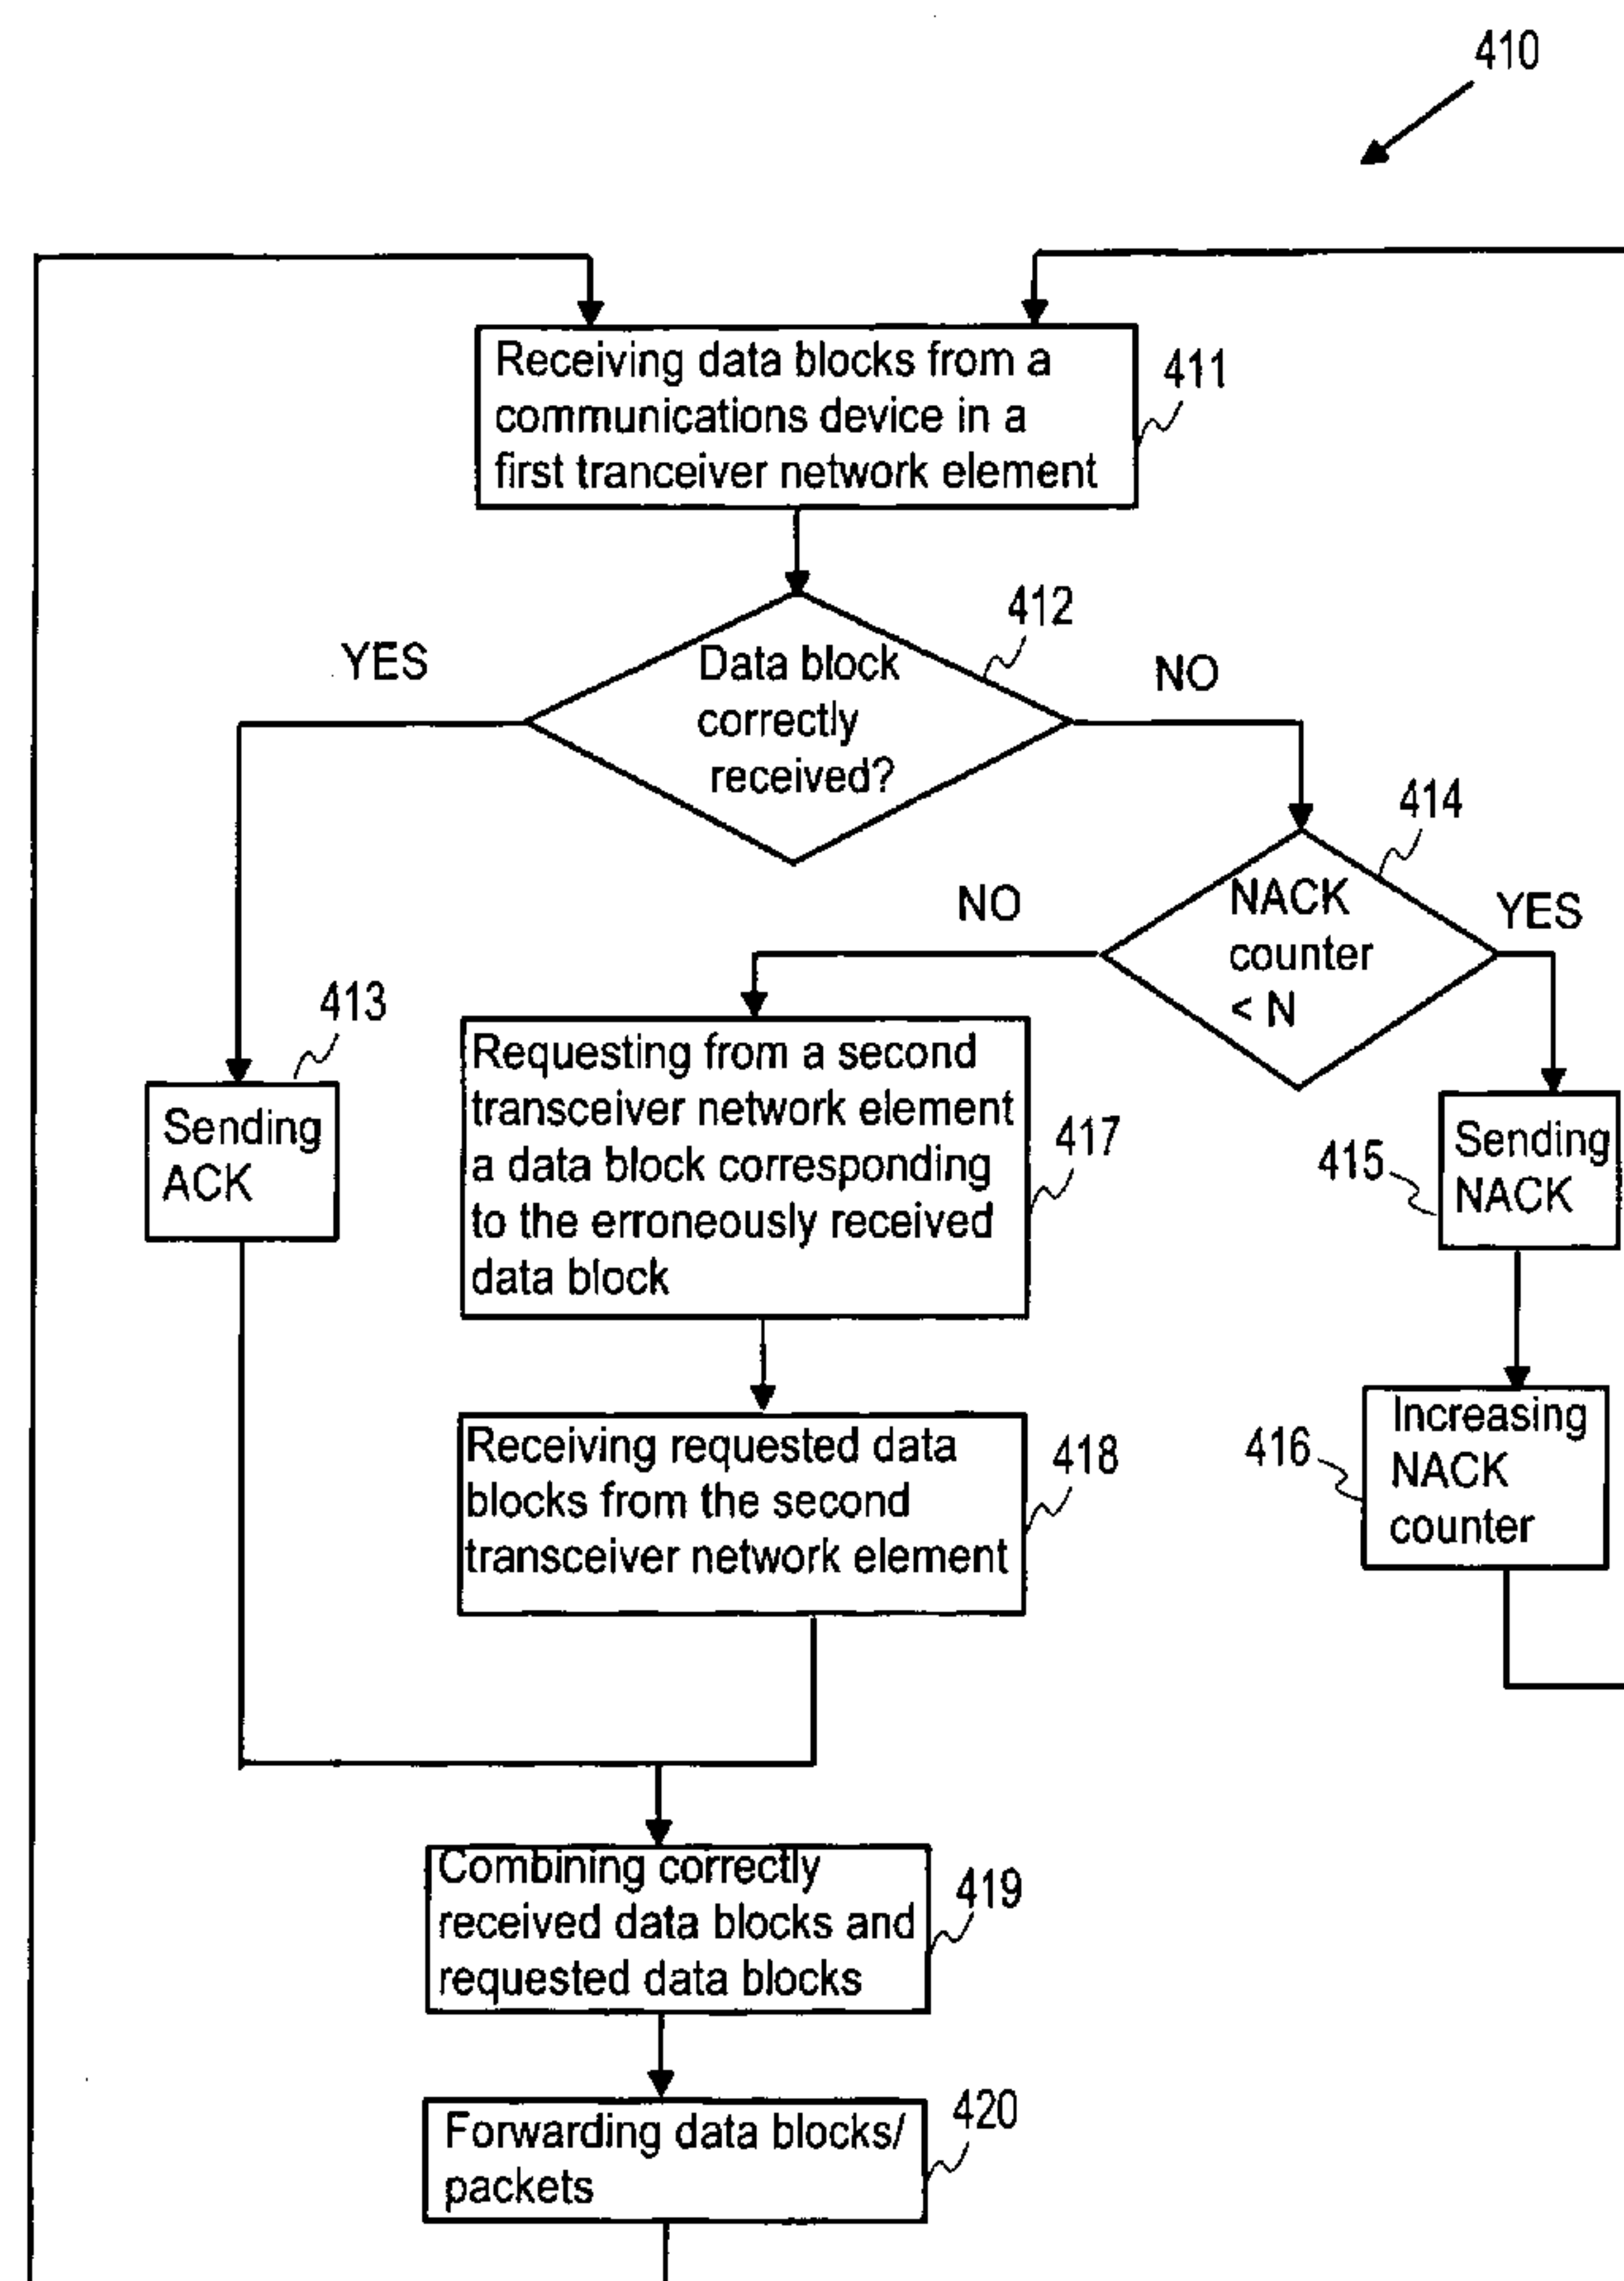 410
Receiving data blocks from a
communications device in a
first tranceiver network element
411
412
YES
Data block
correctly
received?
NO
414
NO
NACK
counter
< N
YES
413
Sending
ACK
Requesting from a second
transceiver network element
a data block corresponding
to the erroneously received
data block
417
415
Sending
NACK
Receiving requested data
blocks from the second
transceiver network element
418
416
Increasing
NACK
counter
Combining correctly
received data blocks and
requested data blocks
419
Forwarding data blocks/
packets
420